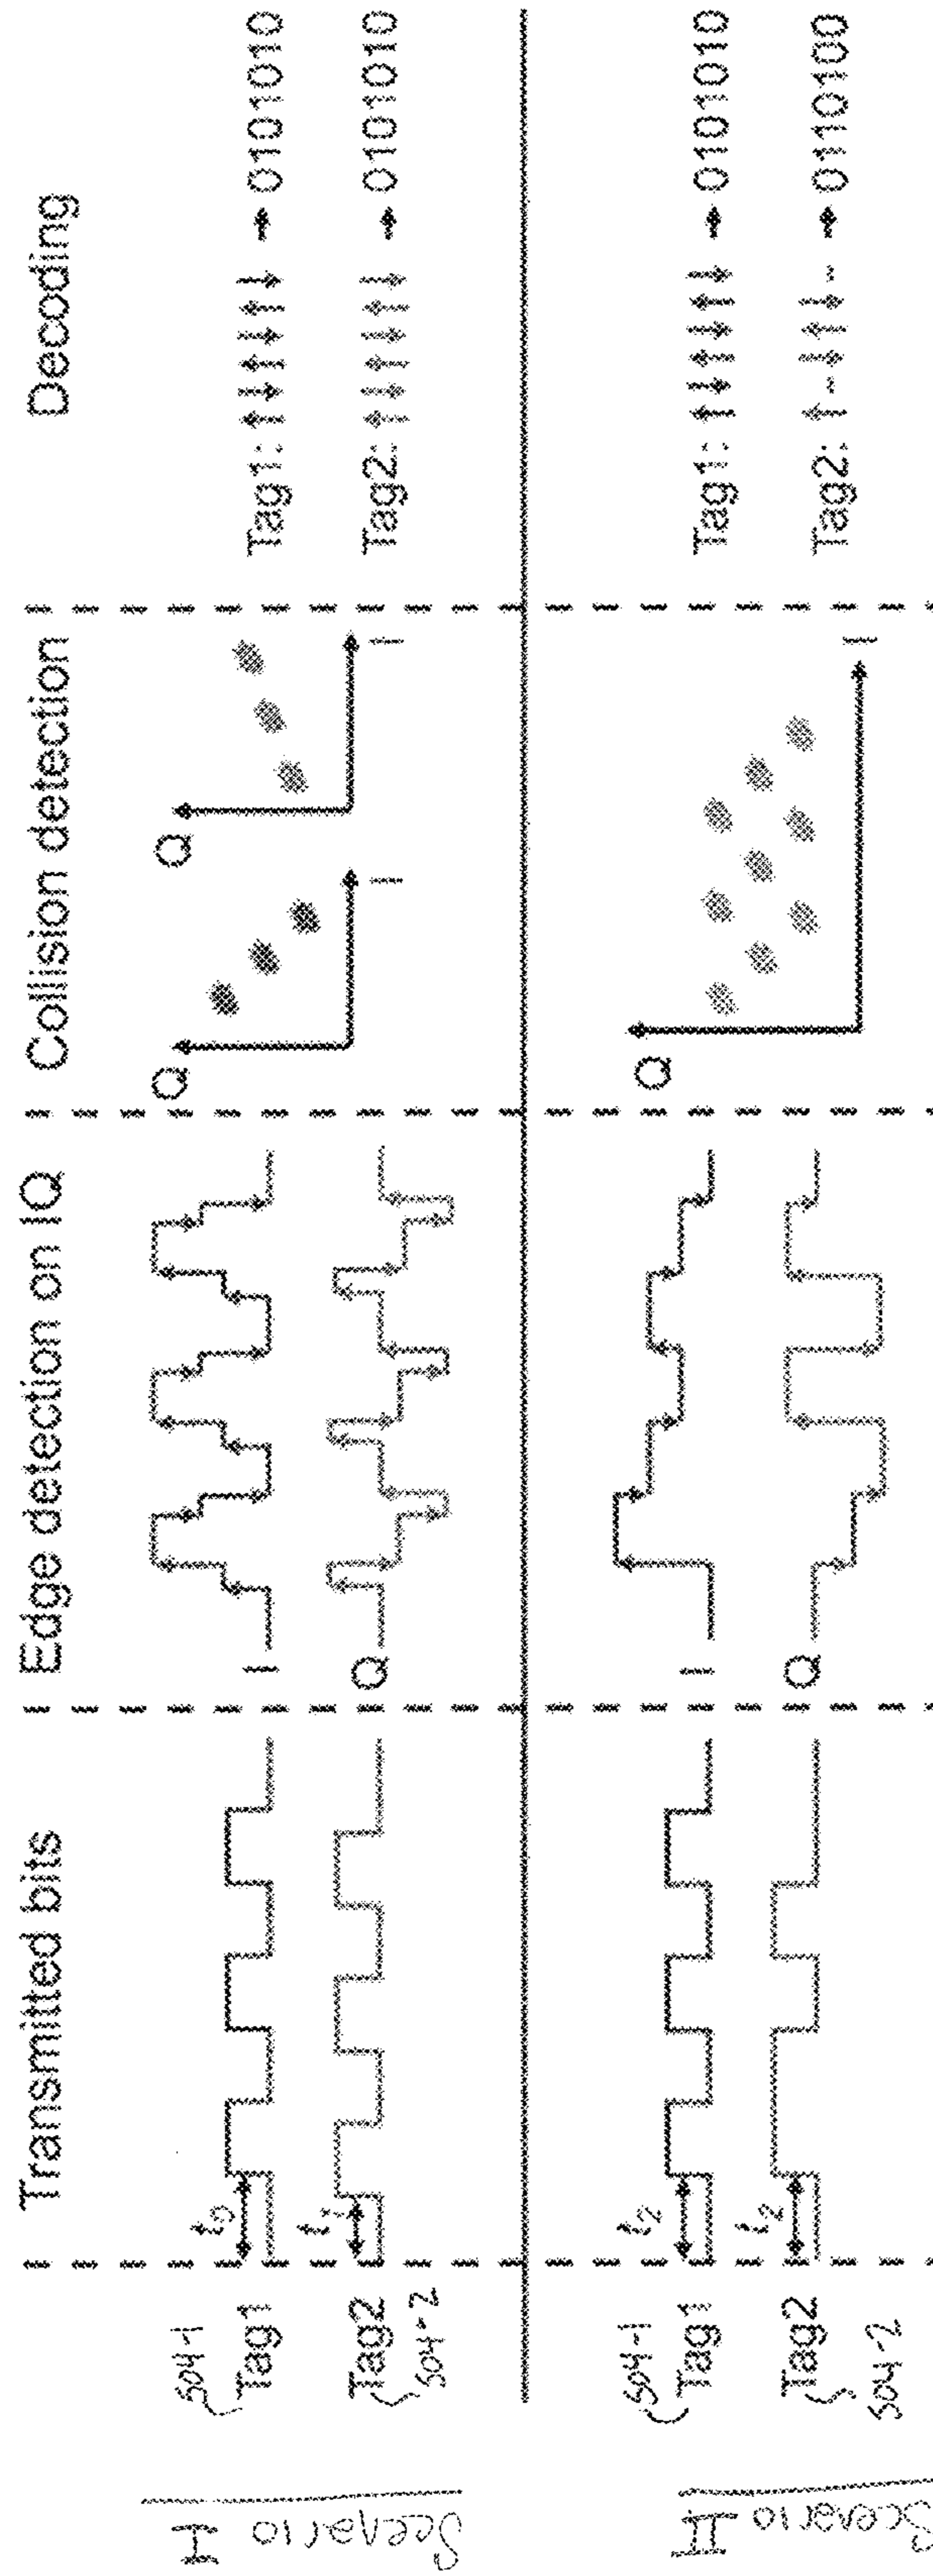 Transmitted bits
Edge detection on IQ
Collision detection
Decoding
Scenario I
504-1
Tag1
t0
I
Q
I
Q
I
Tag1: 0101010
Tag2
504-2
t1
Q
Tag2: 0101010
Scenario II
504-1
Tag1
t2
I
Q
I
Tag1: 0101010
Tag2
504-2
t2
Q
Tag2: 0110100